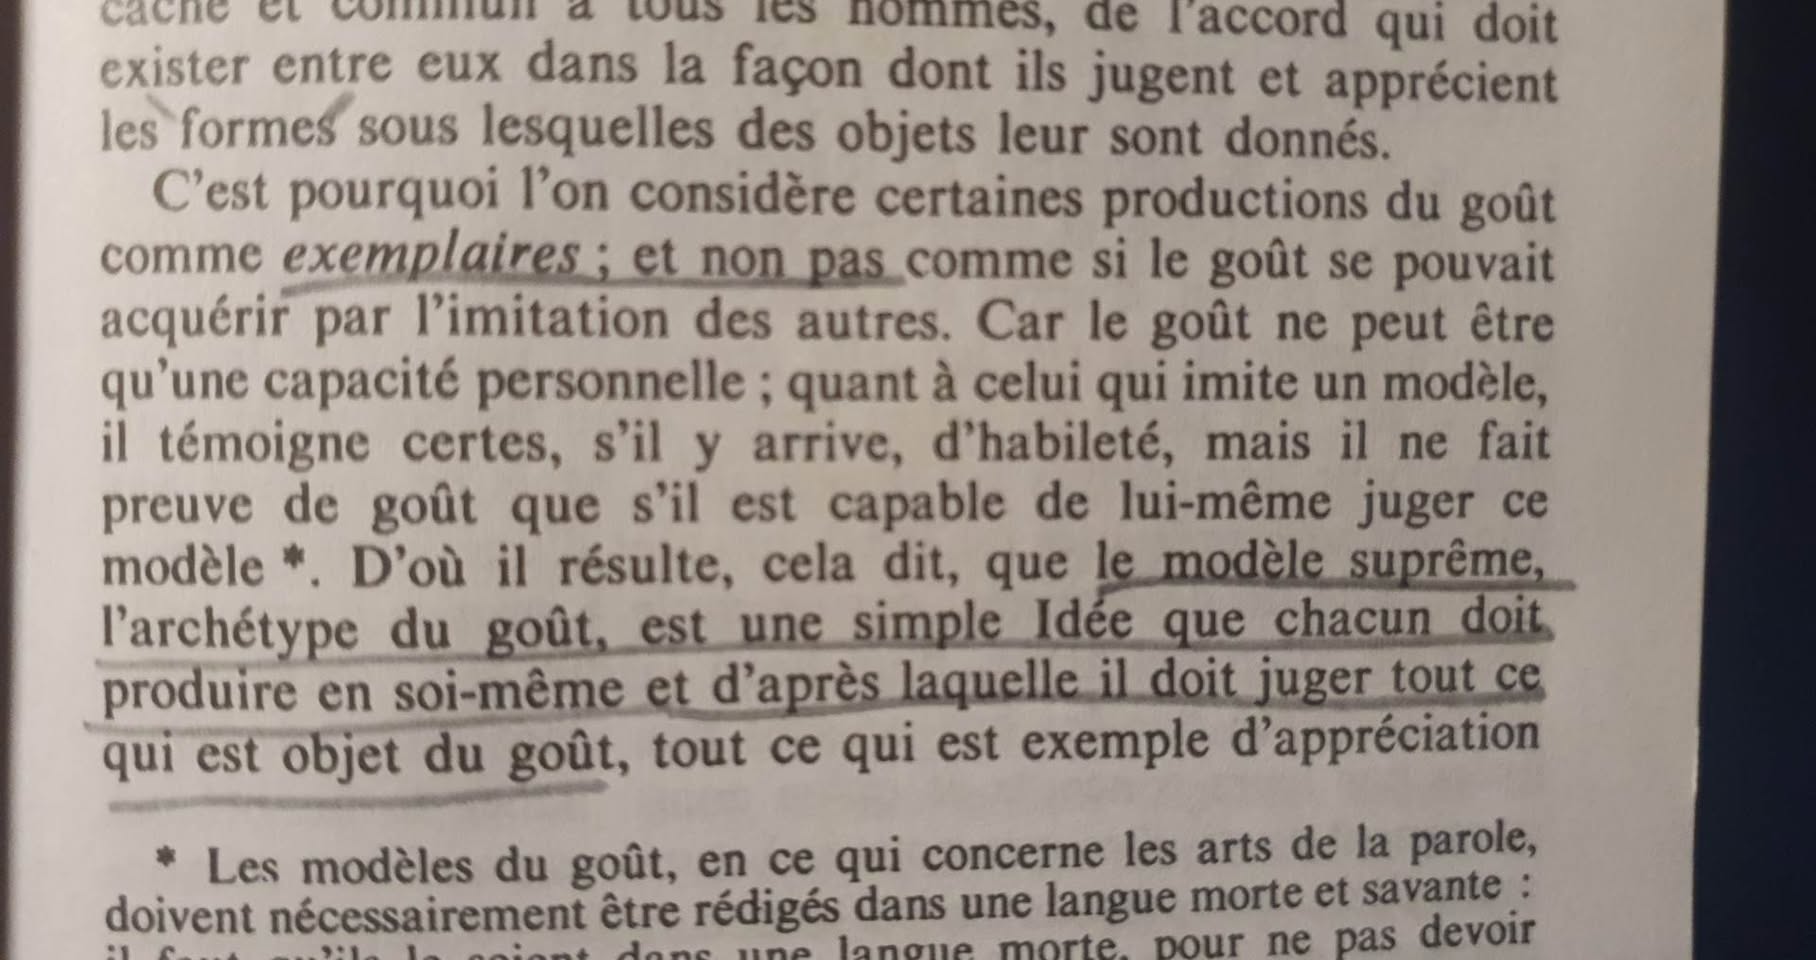 caché et commun à tous les hommes, de l'accord qui doit
exister entre eux dans la façon dont ils jugent et apprécient
les formes sous lesquelles des objets leur sont donnés.
C'est pourquoi l'on considère certaines productions du goût
comme exemplaires ; et non pas comme si le goût se pouvait
acquérir par l'imitation des autres. Car le goût ne peut être
qu'une capacité personnelle ; quant à celui qui imite un modèle,
il témoigne certes, s'il y arrive, d'habileté, mais il ne fait
preuve de goût que s'il est capable de lui-même juger ce
modèle *. D'où il résulte, cela dit, que le modèle suprême,
l'archétype du goût, est une simple Idée que chacun doit
produire en soi-même et d'après laquelle il doit juger tout ce
qui est objet du goût, tout ce qui est exemple d'appréciation
* Les modèles du goût, en ce qui concerne les arts de la parole,
doivent nécessairement être rédigés dans une langue morte et savante :
il faut qu'ils le soient dans une langue morte, pour ne pas devoir